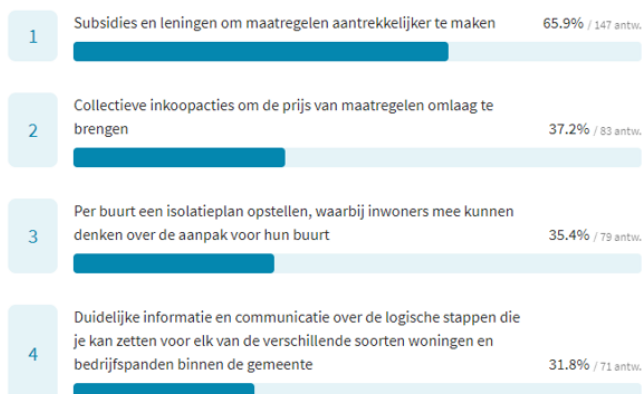 1
Subsidies en leningen om maatregelen aantrekkelijker te maken 65.9% / 147 antw.
Collectieve inkoopacties om de prijs van maatregelen omlaag te
2 brengen 37.2% / 83 antw.
Per buurt een isolatieplan opstellen, waarbij inwoners mee kunnen
3 denken over de aanpak voor hun buurt 35.4% / 79 antw.
Duidelijke informatie en communicatie over de logische stappen die
4 je kan zetten voor elk van de verschillende soorten woningen en
bedrijfspanden binnen de gemeente 31.8% / 71 antw.